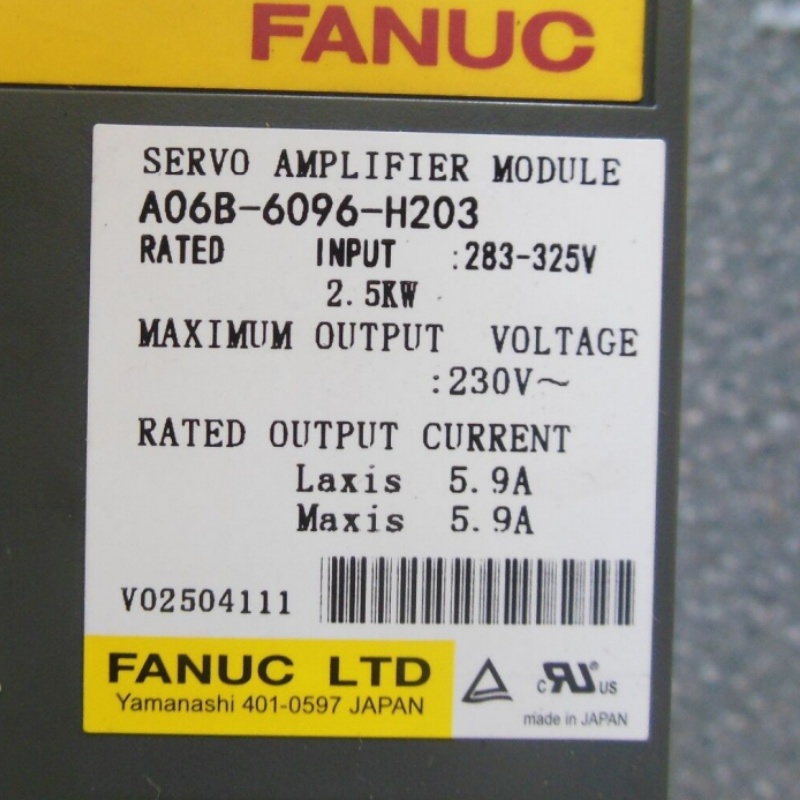 FANUC
SERVO AMPLIFIER MODULE
A06B-6096-H203
RATED INPUT :283-325V
2.5KW
MAXIMUM OUTPUT VOLTAGE
:230V～
RATED OUTPUT CURRENT
Laxis 5.9A
Maxis 5.9A
V02504111
FANUC LTD
Yamanashi 401-0597 JAPAN
c RU ® US
made in JAPAN